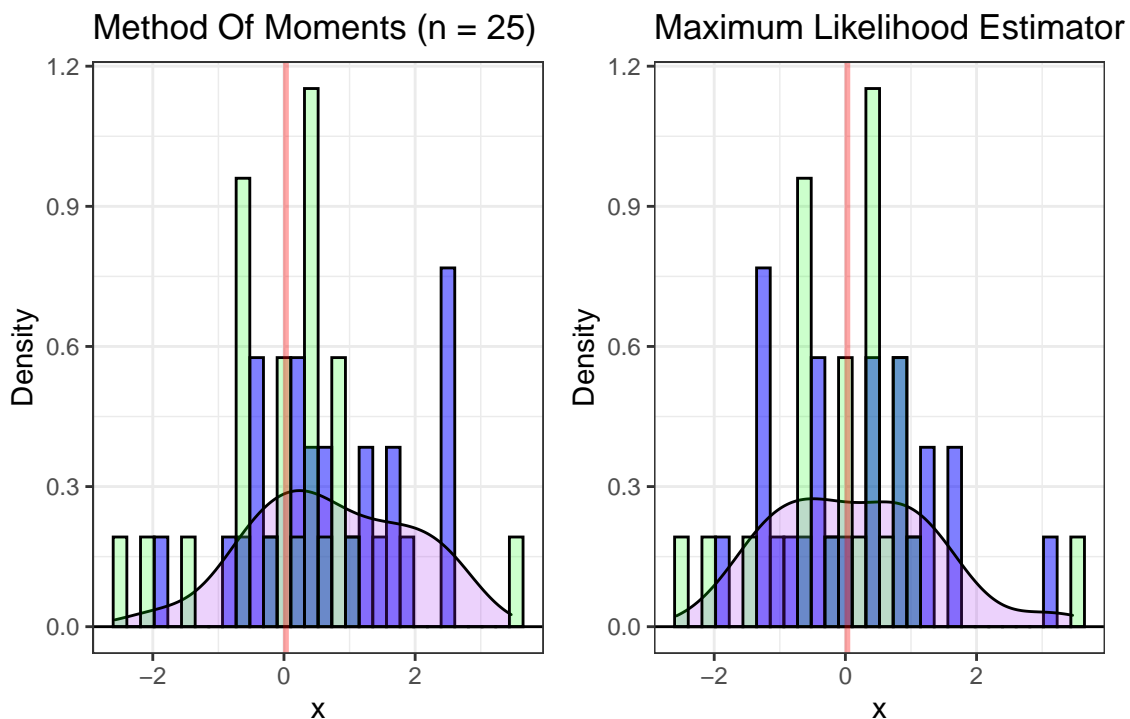 Method Of Moments (n = 25)
1.2
0.9
0.6
0.3
0.0
Density
−2
0
2
x
Maximum Likelihood Estimator
1.2
0.9
0.6
0.3
0.0
Density
−2
0
2
x